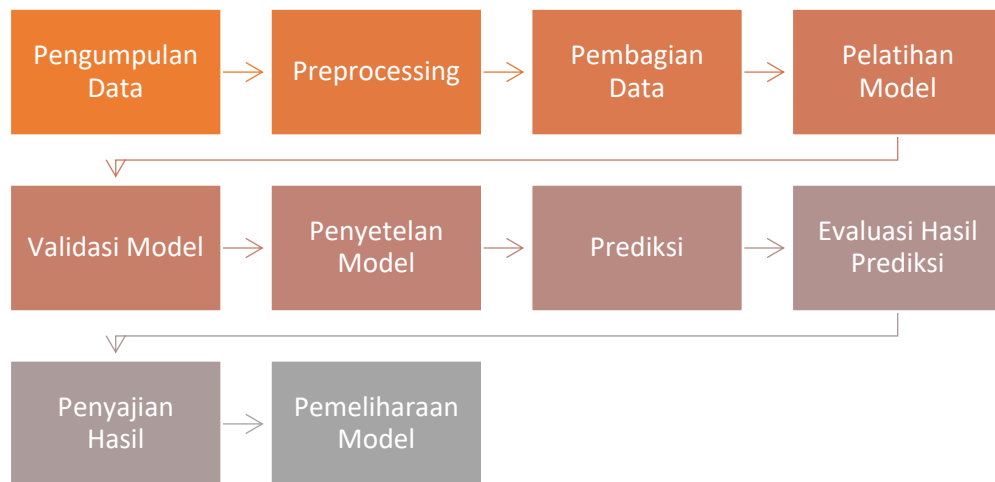 Pengumpulan
Data
Preprocessing
Pembagian
Data
Pelatihan
Model
Validasi Model
Penyetelan
Model
Prediksi
Evaluasi Hasil
Prediksi
Penyajian
Hasil
Pemeliharaan
Model